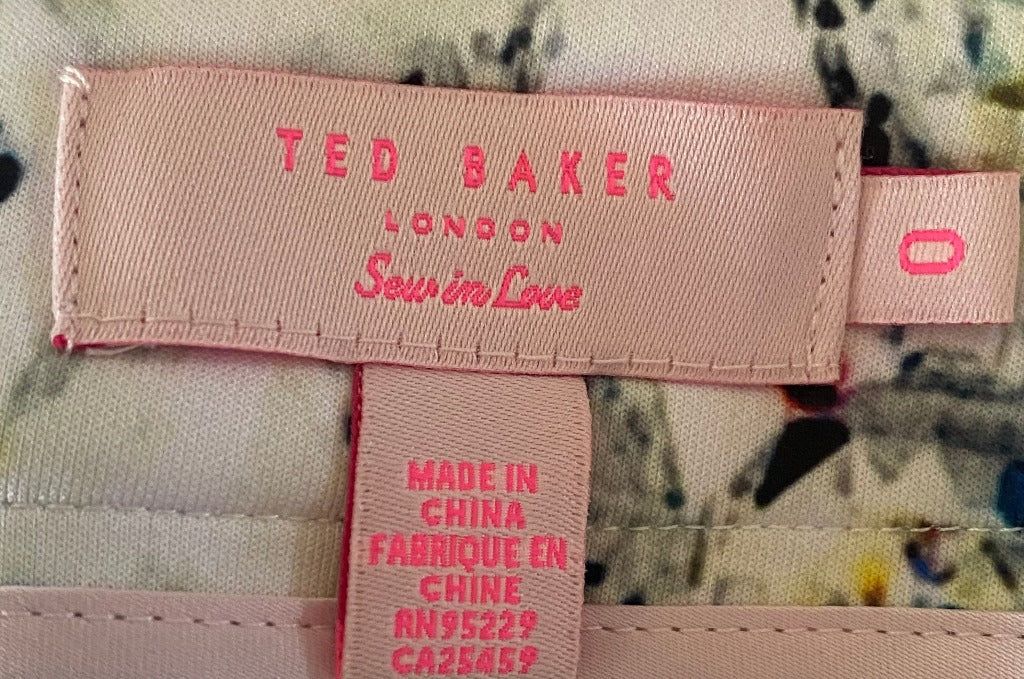 TED BAKER
LONDON
Sew in Love
0
MADE IN
CHINA
FABRIQUE EN
CHINE
RN95229
CA25459